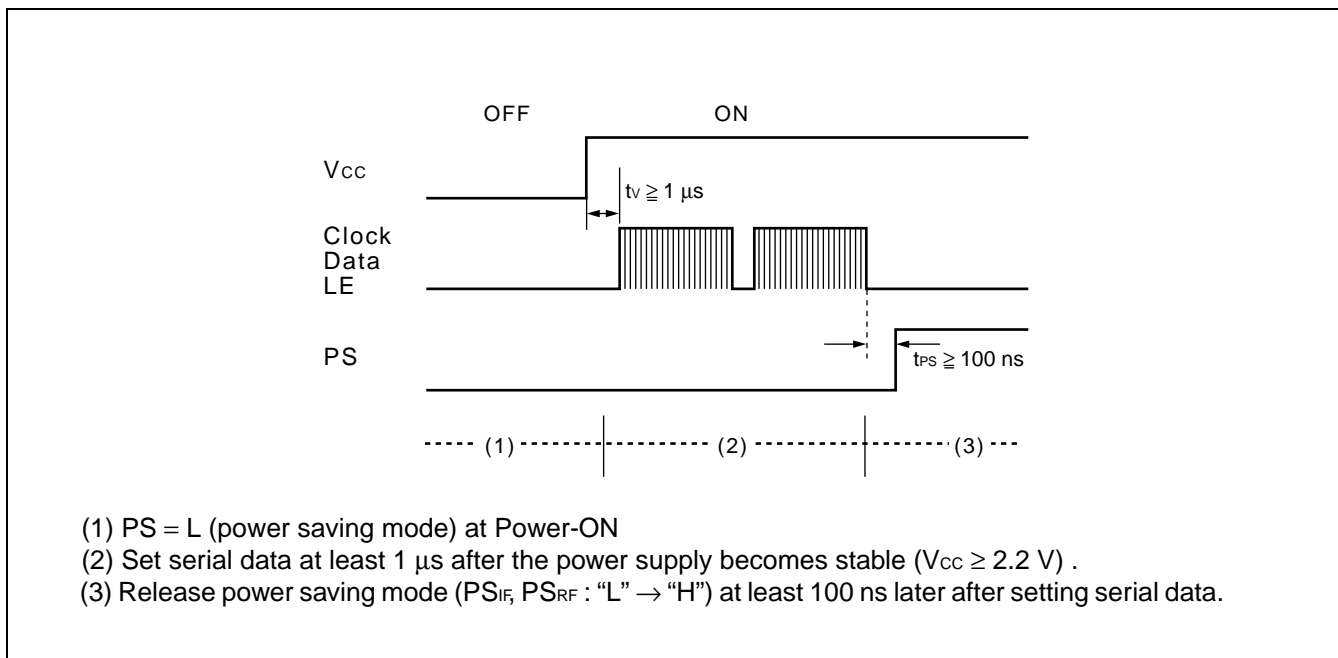 OFF ON
Vcc
tv ≧ 1 μs
Clock
Data
LE
PS
tPS ≧ 100 ns
(1) (2) (3)
(1) PS = L (power saving mode) at Power-ON
(2) Set serial data at least 1 μs after the power supply becomes stable (Vcc ≥ 2.2 V) .
(3) Release power saving mode (PSIF, PSRF : “L” → “H”) at least 100 ns later after setting serial data.